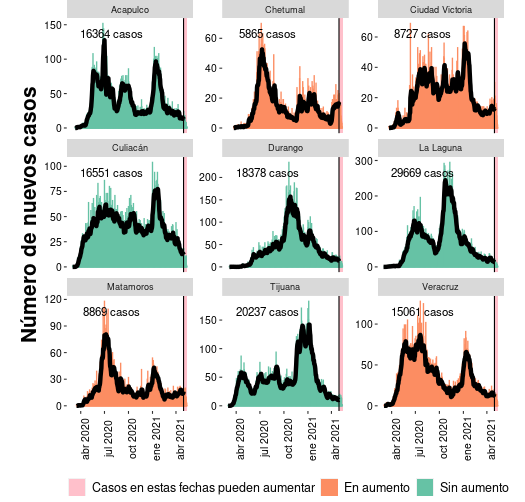 Número de nuevos casos
Acapulco
16364 casos
150
100
50
0
Chetumal
5865 casos
60
40
20
0
Ciudad Victoria
8727 casos
60
40
20
0
Culiacán
16551 casos
100
75
50
25
0
Durango
18378 casos
200
150
100
50
0
La Laguna
29669 casos
300
200
100
0
Matamoros
8869 casos
120
90
60
30
0
Tijuana
20237 casos
150
100
50
0
Veracruz
15061 casos
100
50
0
abr 2020 jul 2020 oct 2020 ene 2021 abr 2021
abr 2020 jul 2020 oct 2020 ene 2021 abr 2021
abr 2020 jul 2020 oct 2020 ene 2021 abr 2021
Casos en estas fechas pueden aumentar En aumento Sin aumento